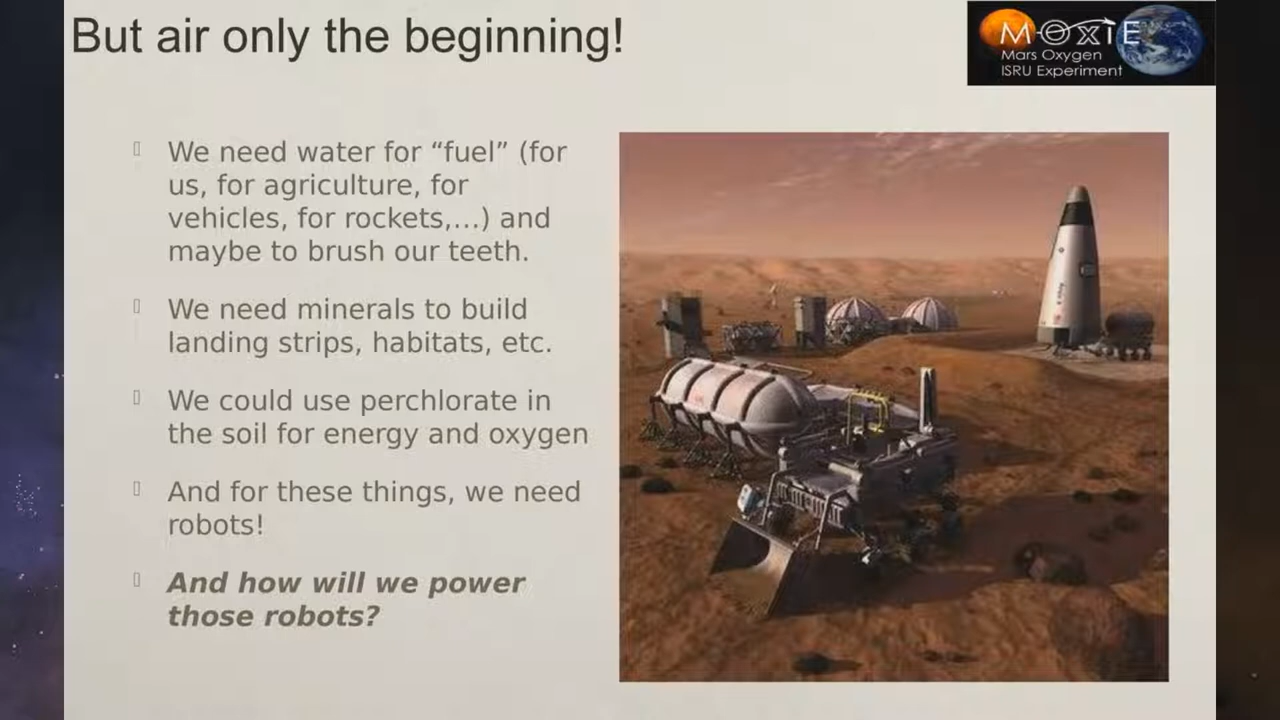 But air only the beginning!
MOXIE
Mars Oxygen
ISRU Experiment
We need water for “fuel” (for
us, for agriculture, for
vehicles, for rockets,…) and
maybe to brush our teeth.
We need minerals to build
landing strips, habitats, etc.
We could use perchlorate in
the soil for energy and oxygen
And for these things, we need
robots!
And how will we power
those robots?